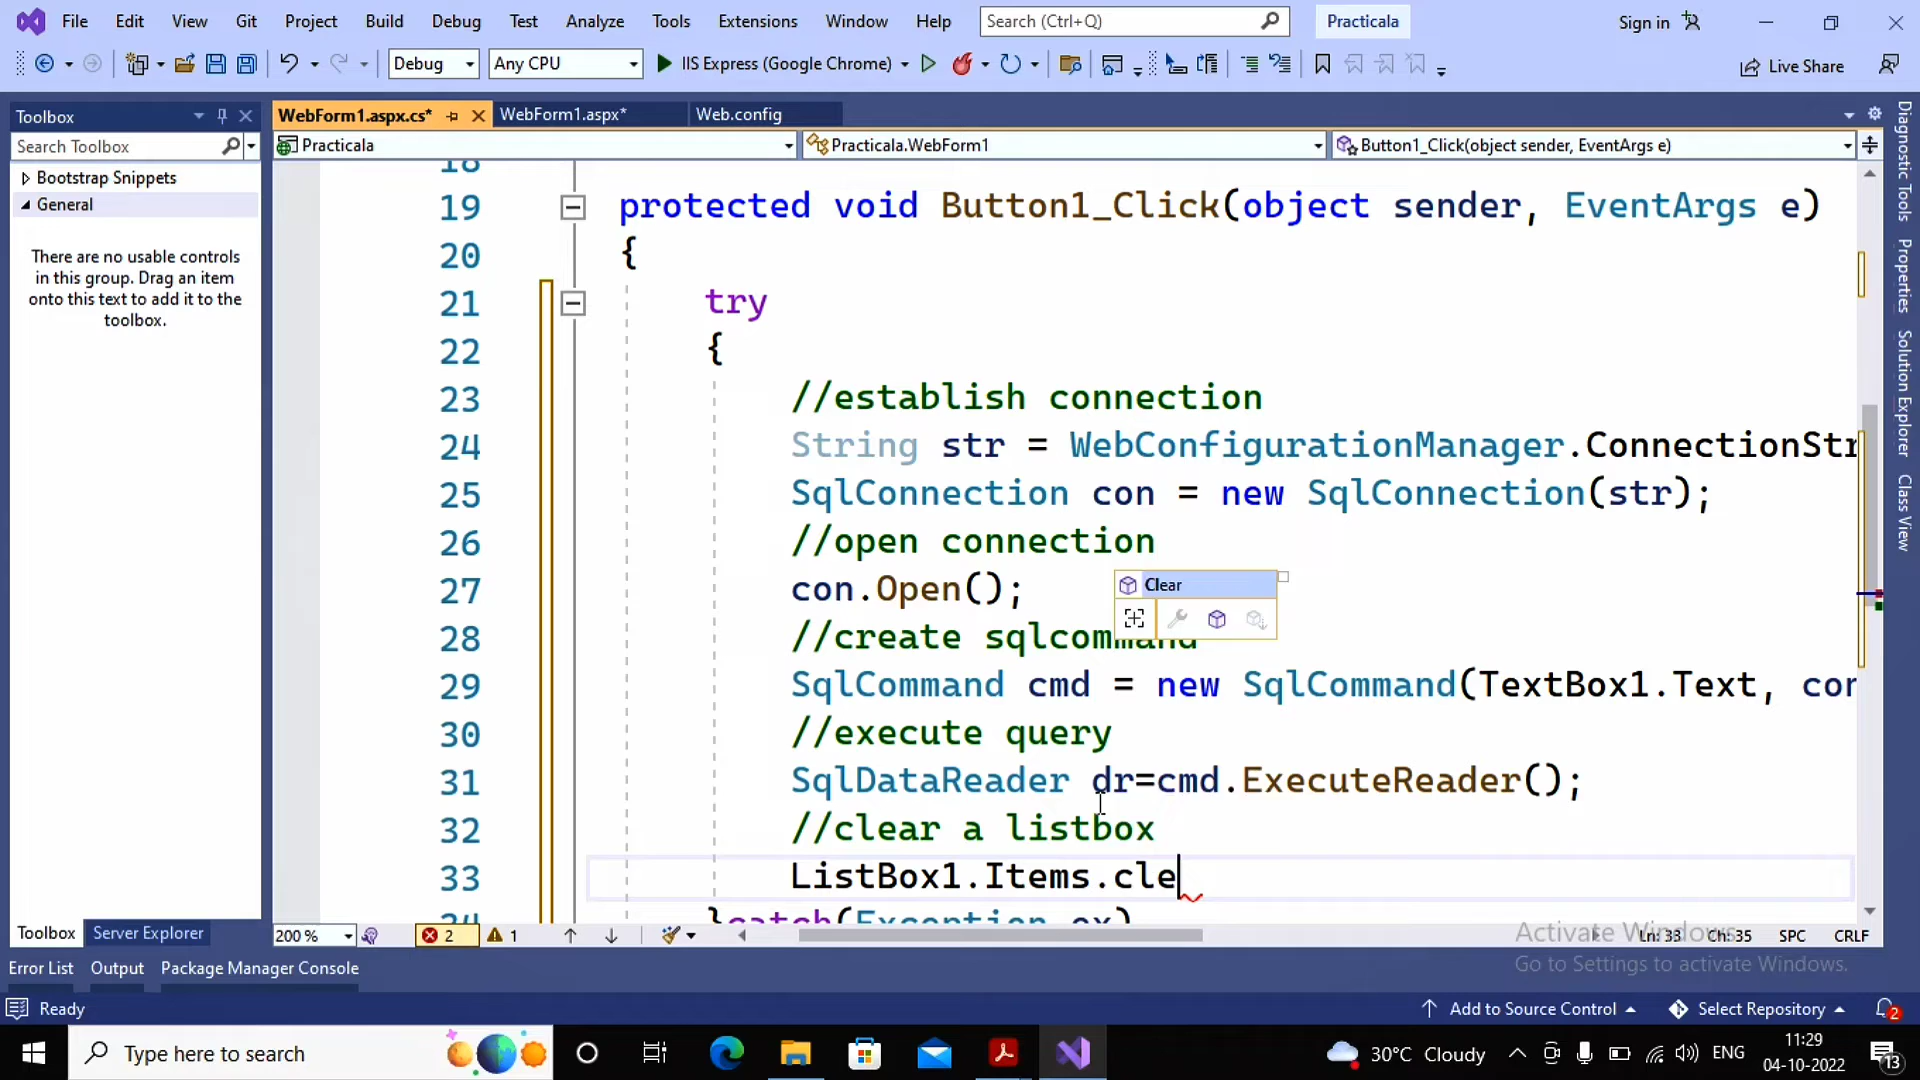 File Edit View Git Project Build Debug Test Analyze Tools Extensions Window Help Search (Ctrl+Q) Practicala Sign in
Debug Any CPU IIS Express (Google Chrome) Live Share
Toolbox
Search Toolbox
Bootstrap Snippets
General
There are no usable controls
in this group. Drag an item
onto this text to add it to the
toolbox.
WebForm1.aspx.cs* WebForm1.aspx* Web.config
Practicala Practicala.WebForm1 Button1_Click(object sender, EventArgs e)
18
19 protected void Button1_Click(object sender, EventArgs e)
20 {
21 try
22 {
23 //establish connection
24 String str = WebConfigurationManager.ConnectionStr
25 SqlConnection con = new SqlConnection(str);
26 //open connection
27 con.Open();
Clear
28 //create sqlcommand
29 SqlCommand cmd = new SqlCommand(TextBox1.Text, con
30 //execute query
31 SqlDataReader dr=cmd.ExecuteReader();
32 //clear a listbox
33 ListBox1.Items.cle
34 }catch(Exception ex)
Diagnostic Tools
Properties
Solution Explorer
Class View
Toolbox Server Explorer
200 % 2 1 Ln: 33 Ch: 35 SPC CRLF
Activate Windows
Go to Settings to activate Windows.
Error List Output Package Manager Console
Ready Add to Source Control Select Repository 2
Type here to search 30°C Cloudy ENG 11:29
04-10-2022 13